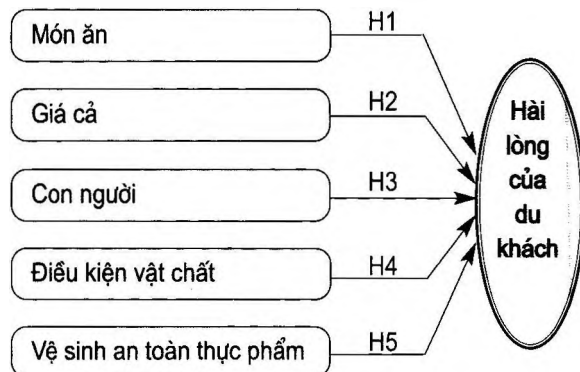 Món ăn
H1
Giá cả
H2
Con người
H3
Điều kiện vật chất
H4
Vệ sinh an toàn thực phẩm
H5
Hài
lòng
của
du
khách